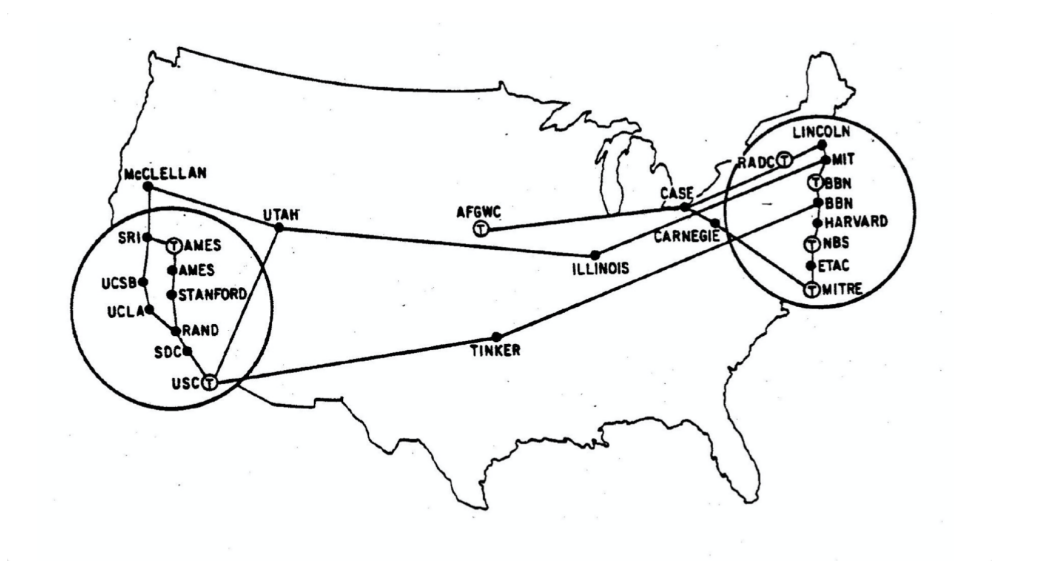 LINCOLN
RADC T
MIT
T BBN
McCLELLAN
CASE
BBN
AFGWC
T
UTAH
HARVARD
CARNEGIE
SRI
T AMES
T NBS
ILLINOIS
ETAC
AMES
UCSB
T MITRE
STANFORD
UCLA
RAND
SDC
TINKER
USC T